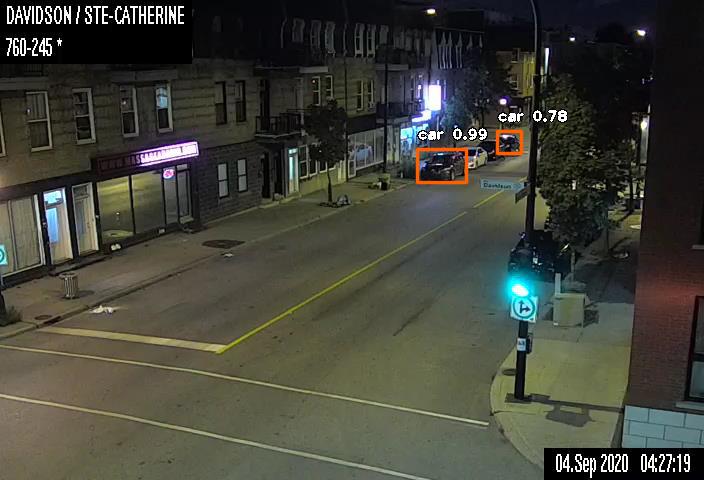 DAVIDSON / STE-CATHERINE
760-245 *
car 0.78
car 0.99
Davidson
04.Sep 2020 04:27:19